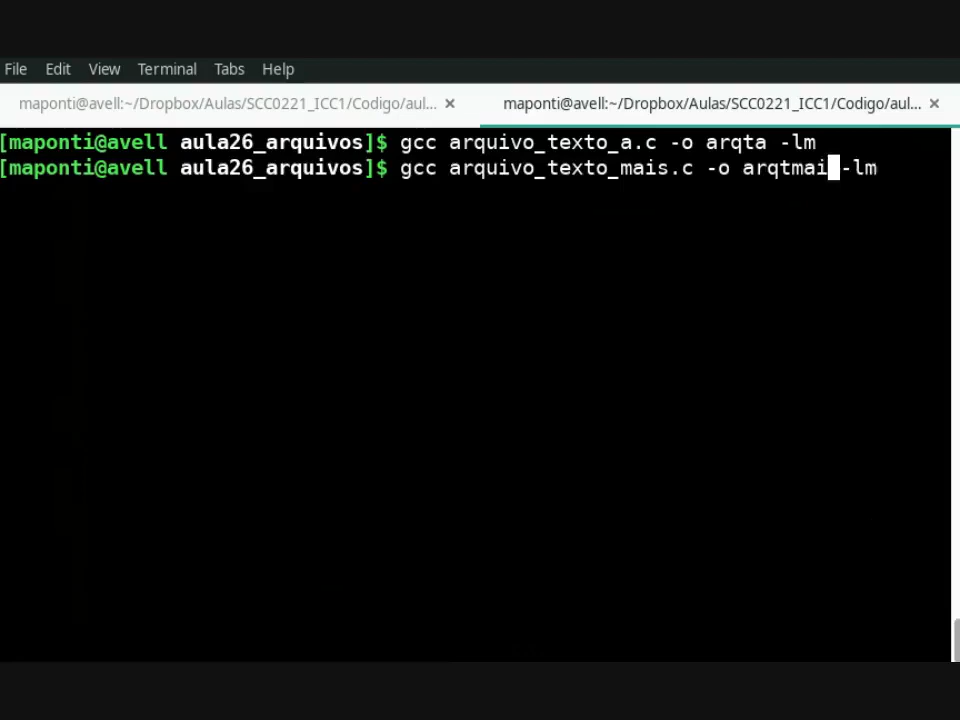 File Edit View Terminal Tabs Help
maponti@avell:~/Dropbox/Aulas/SCC0221_ICC1/Codigo/aul... × maponti@avell:~/Dropbox/Aulas/SCC0221_ICC1/Codigo/aul... ×
[maponti@avell aula26_arquivos]$ gcc arquivo_texto_a.c -o arqta -lm
[maponti@avell aula26_arquivos]$ gcc arquivo_texto_mais.c -o arqtmai -lm